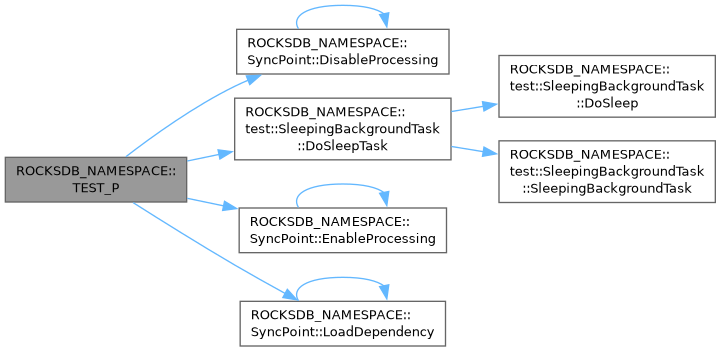 ROCKSDB_NAMESPACE::
TEST_P
ROCKSDB_NAMESPACE::
SyncPoint::DisableProcessing
ROCKSDB_NAMESPACE::
test::SleepingBackgroundTask
::DoSleepTask
ROCKSDB_NAMESPACE::
test::SleepingBackgroundTask
::DoSleep
ROCKSDB_NAMESPACE::
test::SleepingBackgroundTask
::SleepingBackgroundTask
ROCKSDB_NAMESPACE::
SyncPoint::EnableProcessing
ROCKSDB_NAMESPACE::
SyncPoint::LoadDependency